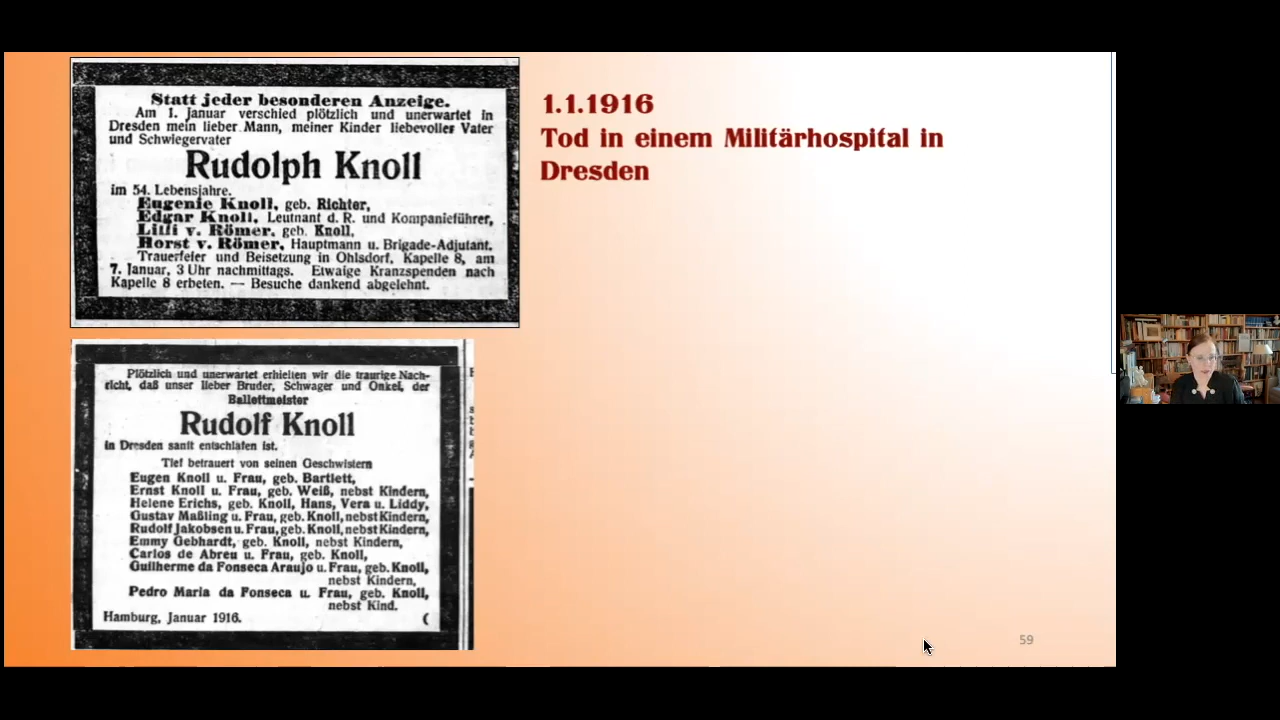 Statt jeder besonderen Anzeige.
Am 1. Januar verschied plötzlich und unerwartet in
Dresden mein lieber Mann, meiner Kinder liebevoller Vater
und Schwiegervater
Rudolph Knoll
im 54. Lebensjahre.
Eugenie Knoll, geb. Richter,
Edgar Knoll, Leutnant d. R. und Kompanieführer,
Lilli v. Römer, geb. Knoll,
Horst v. Römer, Hauptmann u. Brigade-Adjutant.
Trauerfeier und Beisetzung in Ohlsdorf, Kapelle 8, am
7. Januar, 3 Uhr nachmittags. Etwaige Kranzspenden nach
Kapelle 8 erbeten. — Besuche dankend abgelehnt.
1.1.1916
Tod in einem Militärhospital in
Dresden
Plötzlich und unerwartet erhielten wir die traurige Nach-
richt, daß unser lieber Bruder, Schwager und Onkel, der
Ballettmeister
Rudolf Knoll
in Dresden sanft entschlafen ist.
Tief betrauert von seinen Geschwistern
Eugen Knoll u. Frau, geb. Bartlett,
Ernst Knoll u. Frau, geb. Weiß, nebst Kindern,
Helene Erichs, geb. Knoll, Hans, Vera u. Liddy,
Gustav Maßling u. Frau, geb. Knoll, nebst Kindern,
Rudolf Jakobsen u. Frau, geb. Knoll, nebst Kindern,
Emmy Gebhardt, geb. Knoll, nebst Kindern,
Carlos de Abreu u. Frau, geb. Knoll,
Guilherme da Fonseca Araujo u. Frau, geb. Knoll,
nebst Kindern,
Pedro Maria da Fonseca u. Frau, geb. Knoll,
nebst Kind.
Hamburg, Januar 1916. (
59